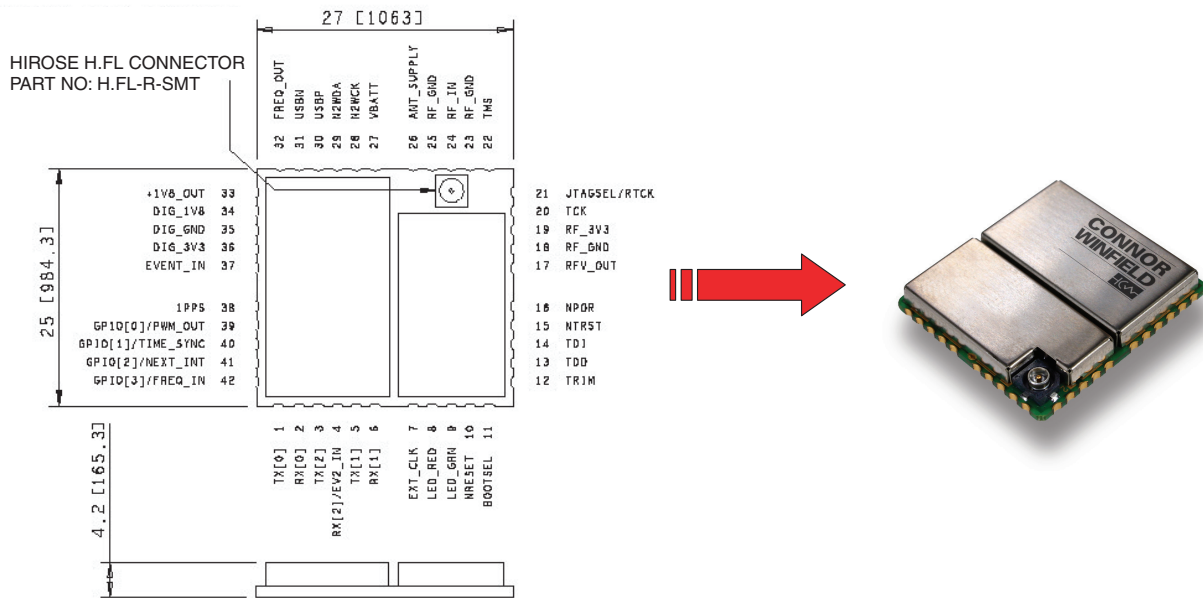 27 [1063]
HIROSE H.FL CONNECTOR
PART NO: H.FL-R-SMT
32 FREQ_OUT
31 USBN
30 USBP
29 N2WDA
28 N2WCK
27 VBATT
26 ANT_SUPPLY
25 RF_GND
24 RF_IN
23 RF_GND
22 TMS
25 [984.3]
+1V8_OUT 33
DIG_1V8 34
DIG_GND 35
DIG_3V3 36
EVENT_IN 37
1PPS 38
GPIO[0]/PWM_OUT 39
GPIO[1]/TIME_SYNC 40
GPIO[2]/NEXT_INT 41
GPIO[3]/FREQ_IN 42
21 JTAGSEL/RTCK
20 TCK
19 RF_3V3
18 RF_GND
17 RFV_OUT
16 NPOR
15 NTRST
14 TDI
13 TDO
12 TRIM
TX[0] 1
RX[0] 2
TX[2] 3
RX[2]/EV2_IN 4
TX[1] 5
RX[1] 6
EXT_CLK 7
LED_RED 8
LED_GRN 9
NRESET 10
BOOTSEL 11
4.2 [165.3]
CONNOR
WINFIELD